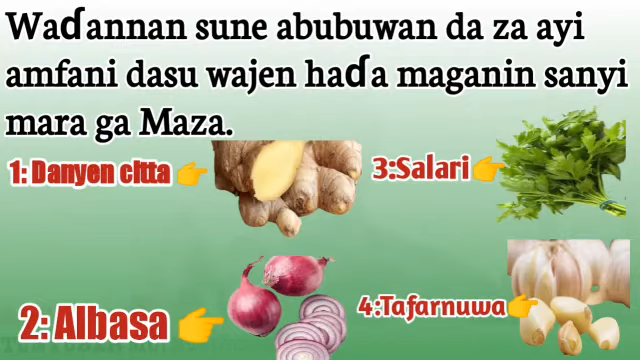 Waɗannan sune abubuwan da za ayi
amfani dasu wajen haɗa maganin sanyi
mara ga Maza.
1: Danyen citta
3:Salari
2: Albasa
4:Tafarnuwa